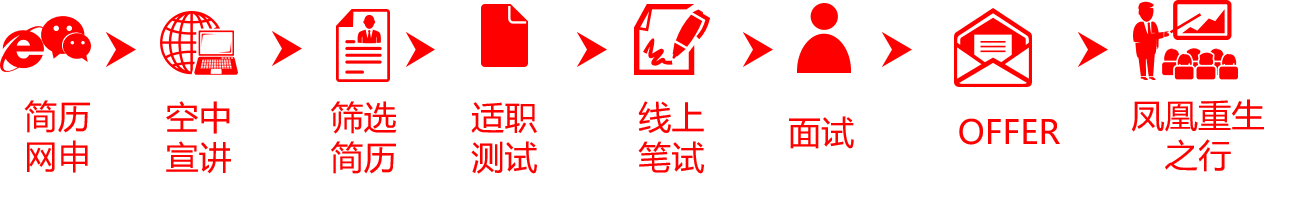 简历
网申
空中
宣讲
筛选
简历
适职
测试
线上
笔试
面试
OFFER
凤凰重生
之行